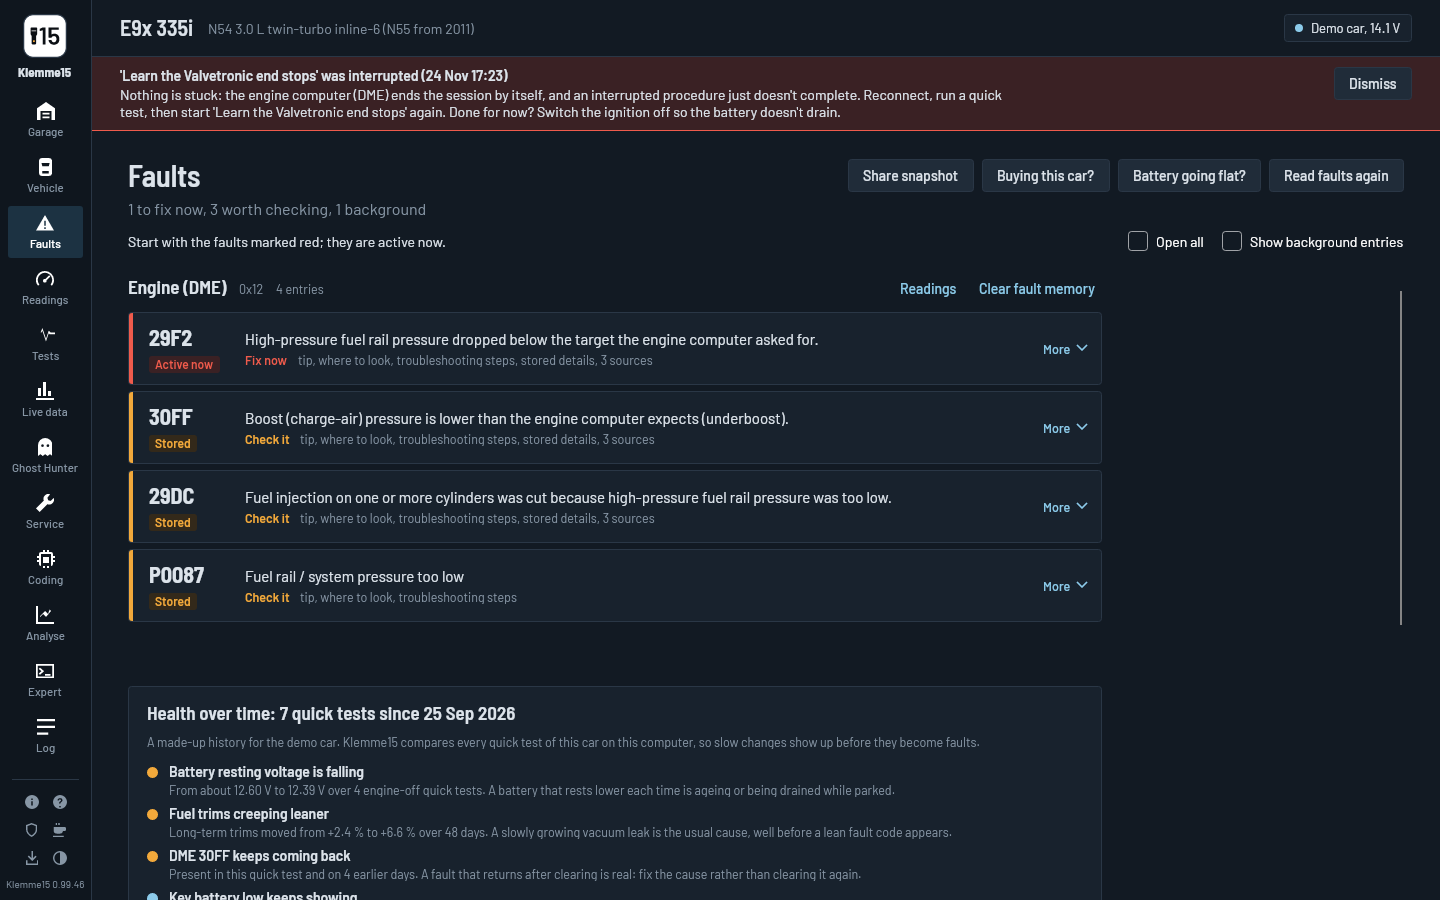 15
Klemme15
Garage
Vehicle
Faults
Readings
Tests
Live data
Ghost Hunter
Service
Coding
Analyse
Expert
Log
Klemme15 0.99.46
E9x 335i
N54 3.0 L twin-turbo inline-6 (N55 from 2011)
Demo car, 14.1 V
'Learn the Valvetronic end stops' was interrupted (24 Nov 17:23)
Nothing is stuck: the engine computer (DME) ends the session by itself, and an interrupted procedure just doesn't complete. Reconnect, run a quick
test, then start 'Learn the Valvetronic end stops' again. Done for now? Switch the ignition off so the battery doesn't drain.
Dismiss
Faults
Share snapshot
Buying this car?
Battery going flat?
Read faults again
1 to fix now, 3 worth checking, 1 background
Start with the faults marked red; they are active now.
Open all
Show background entries
Engine (DME) 0x12 4 entries
Readings
Clear fault memory
29F2
Active now
High-pressure fuel rail pressure dropped below the target the engine computer asked for.
Fix now tip, where to look, troubleshooting steps, stored details, 3 sources
More
30FF
Stored
Boost (charge-air) pressure is lower than the engine computer expects (underboost).
Check it tip, where to look, troubleshooting steps, stored details, 3 sources
More
29DC
Stored
Fuel injection on one or more cylinders was cut because high-pressure fuel rail pressure was too low.
Check it tip, where to look, troubleshooting steps, stored details, 3 sources
More
P0087
Stored
Fuel rail / system pressure too low
Check it tip, where to look, troubleshooting steps
More
Health over time: 7 quick tests since 25 Sep 2026
A made-up history for the demo car. Klemme15 compares every quick test of this car on this computer, so slow changes show up before they become faults.
Battery resting voltage is falling
From about 12.60 V to 12.39 V over 4 engine-off quick tests. A battery that rests lower each time is ageing or being drained while parked.
Fuel trims creeping leaner
Long-term trims moved from +2.4 % to +6.6 % over 48 days. A slowly growing vacuum leak is the usual cause, well before a lean fault code appears.
DME 30FF keeps coming back
Present in this quick test and on 4 earlier days. A fault that returns after clearing is real: fix the cause rather than clearing it again.
Key battery low keeps showing